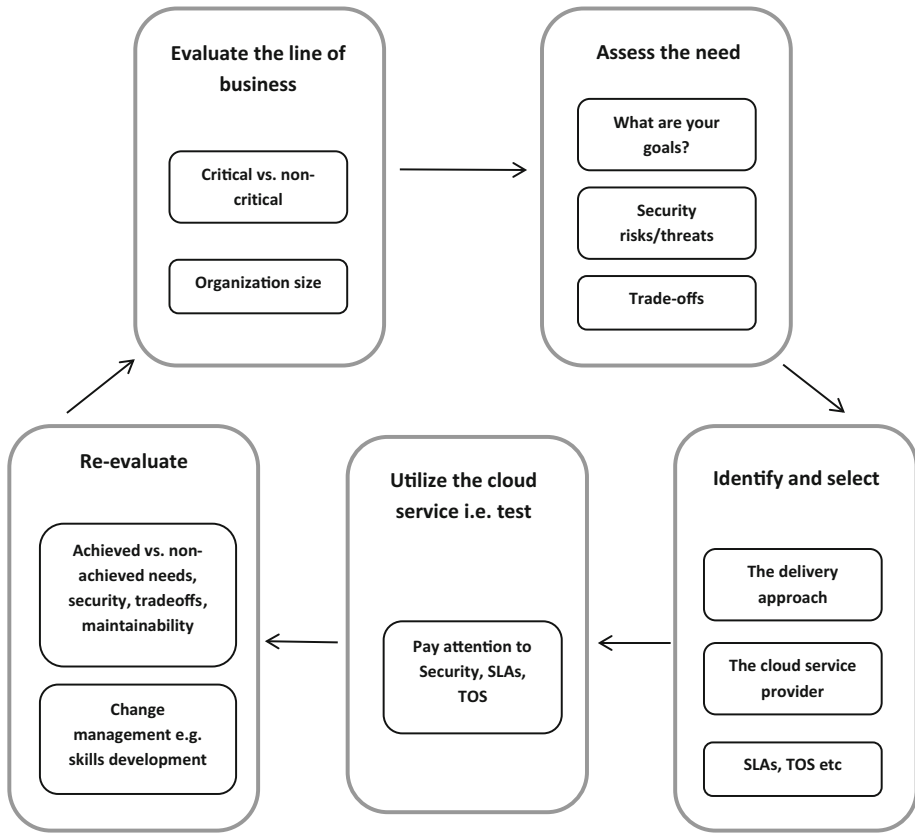 Evaluate the line of
business
Critical vs. non-
critical
Organization size
Assess the need
What are your
goals?
Security
risks/threats
Trade-offs
Identify and select
The delivery
approach
The cloud service
provider
SLAs, TOS etc
Utilize the cloud
service i.e. test
Pay attention to
Security, SLAs,
TOS
Re-evaluate
Achieved vs. non-
achieved needs,
security, tradeoffs,
maintainability
Change
management e.g.
skills development